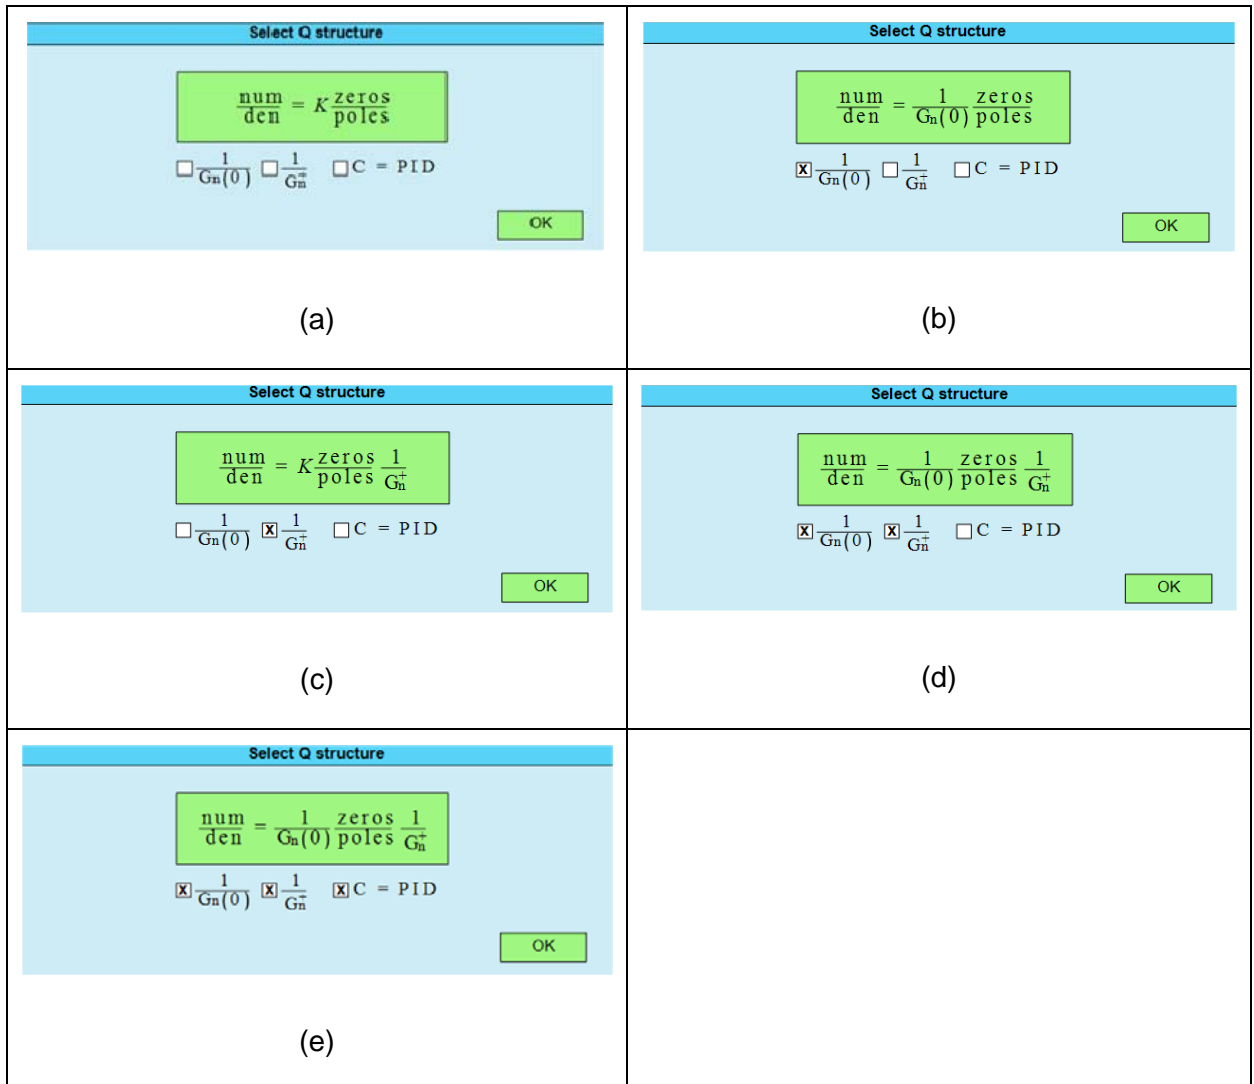 Select Q structure
num/den = K zeros/poles
☐ 1/Gn(0) ☐ 1/Gn⁺ ☐ C = PID
OK
(a)
Select Q structure
num/den = 1/Gn(0) zeros/poles
☒ 1/Gn(0) ☐ 1/Gn⁺ ☐ C = PID
OK
(b)
Select Q structure
num/den = K zeros/poles 1/Gn⁺
☐ 1/Gn(0) ☒ 1/Gn⁺ ☐ C = PID
OK
(c)
Select Q structure
num/den = 1/Gn(0) zeros/poles 1/Gn⁺
☒ 1/Gn(0) ☒ 1/Gn⁺ ☐ C = PID
OK
(d)
Select Q structure
num/den = 1/Gn(0) zeros/poles 1/Gn⁺
☒ 1/Gn(0) ☒ 1/Gn⁺ ☒ C = PID
OK
(e)